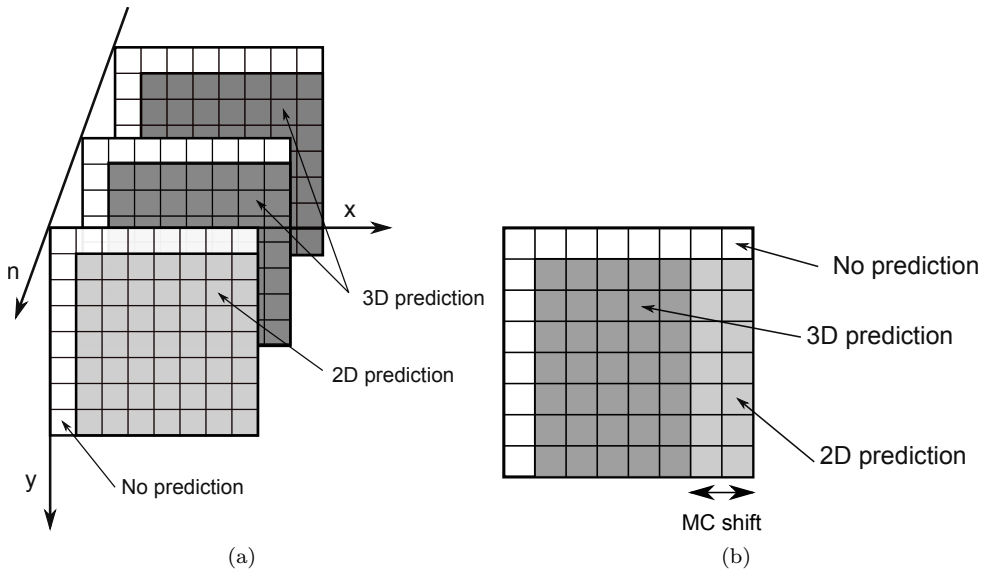 x
n
3D prediction
2D prediction
y
No prediction
(a)
No prediction
3D prediction
2D prediction
MC shift
(b)